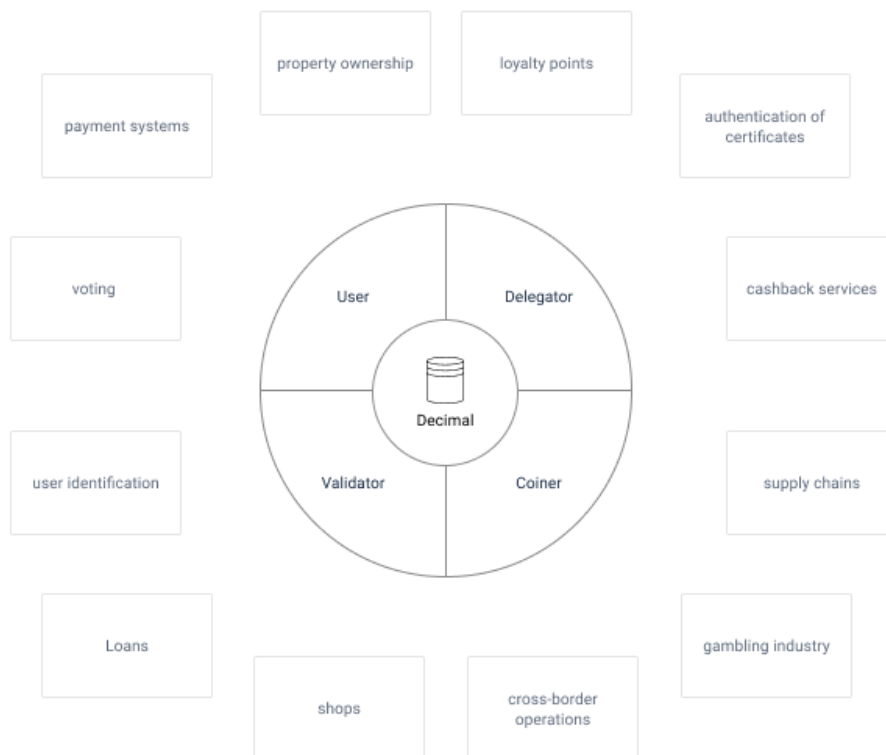 property ownership
loyalty points
payment systems
authentication of
certificates
voting
User
Delegator
cashback services
Decimal
user identification
Validator
Coiner
supply chains
Loans
gambling industry
shops
cross-border
operations